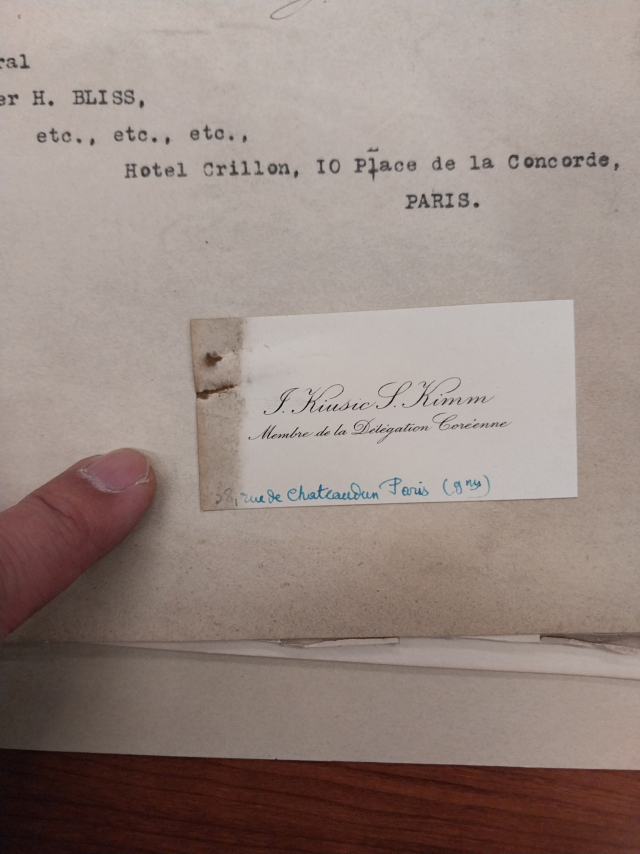 ral
er H. BLISS,
etc., etc., etc.,
Hotel Crillon, IO Place de la Concorde,
PARIS.
J. Kiusic S. Kimm
Membre de la Délégation Coréenne
38, rue de Chateaudun Paris (9me)